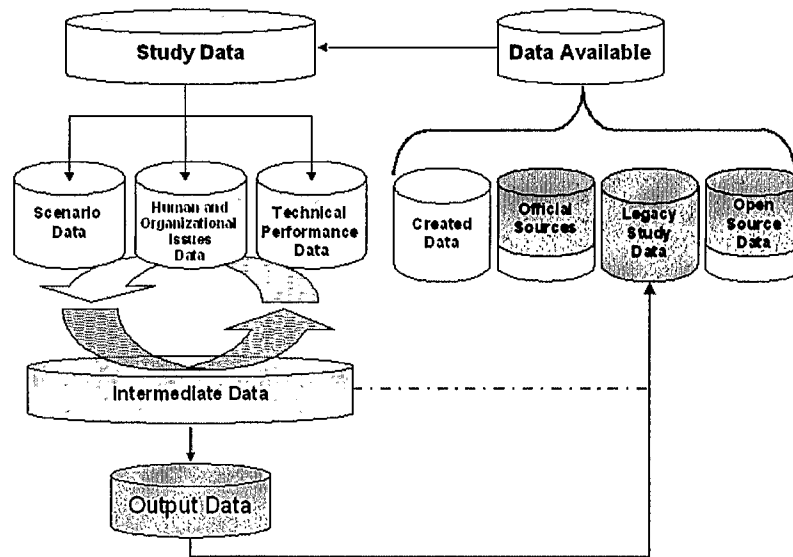 Study Data
Data Available
Scenario
Data
Human and
Organizational
Issues
Data
Technical
Performance
Data
Created
Data
Official
Sources
Legacy
Study
Data
Open
Source
Data
Intermediate Data
Output Data